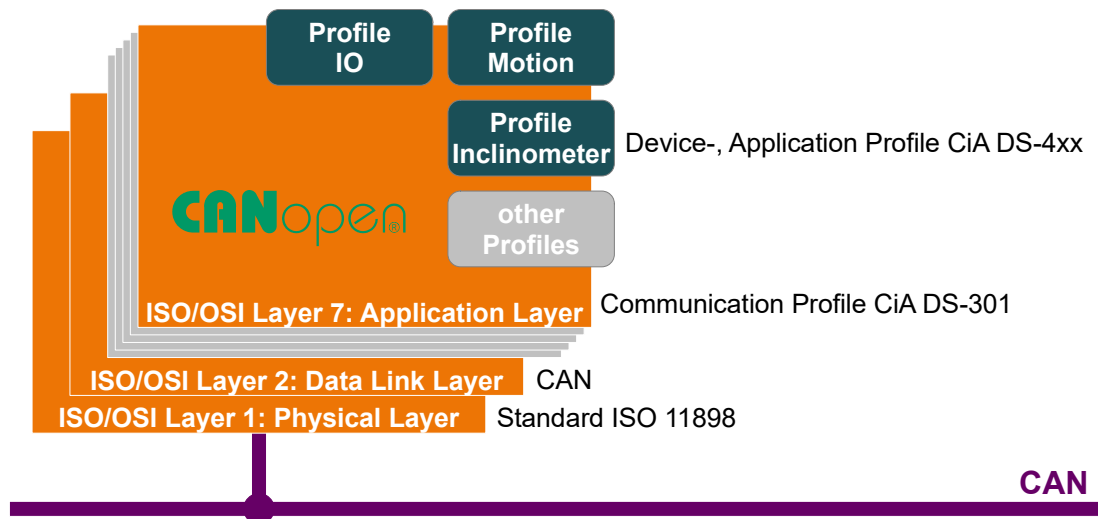 Profile
IO
Profile
Motion
Profile
Inclinometer
Device-, Application Profile CiA DS-4xx
CANopen®
other
Profiles
ISO/OSI Layer 7: Application Layer
Communication Profile CiA DS-301
ISO/OSI Layer 2: Data Link Layer
CAN
ISO/OSI Layer 1: Physical Layer
Standard ISO 11898
CAN